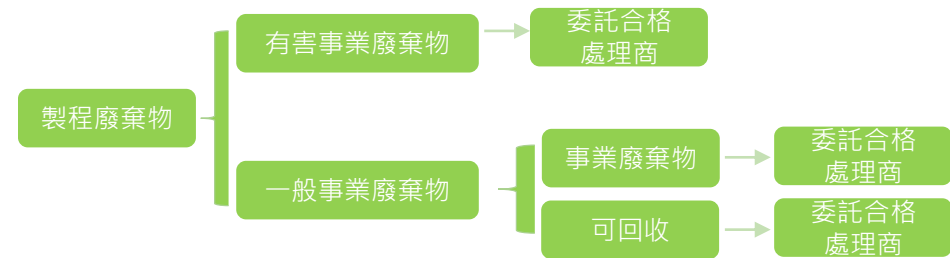 製程廢棄物
有害事業廢棄物
委託合格
處理商
一般事業廢棄物
事業廢棄物
委託合格
處理商
可回收
委託合格
處理商